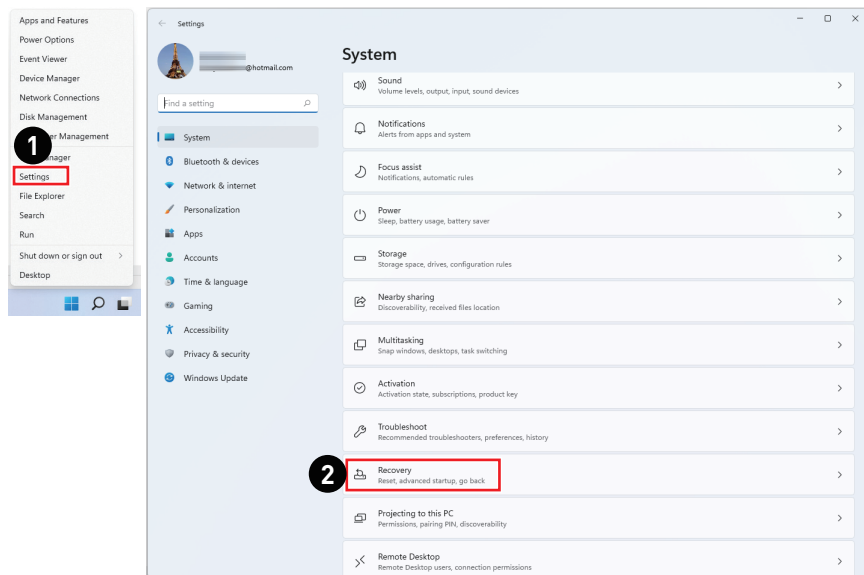 Apps and Features
Power Options
Event Viewer
Device Manager
Network Connections
Disk Management
Management
1
Settings
File Explorer
Search
Run
Shut down or sign out
Desktop
Settings
@hotmail.com
Find a setting
System
Bluetooth & devices
Network & internet
Personalization
Apps
Accounts
Time & language
Gaming
Accessibility
Privacy & security
Windows Update
System
Sound
Volume levels, output, input, sound devices
Notifications
Alerts from apps and system
Focus assist
Notifications, automatic rules
Power
Sleep, battery usage, battery saver
Storage
Storage space, drives, configuration rules
Nearby sharing
Discoverability, received files location
Multitasking
Snap windows, desktops, task switching
Activation
Activation state, subscriptions, product key
Troubleshoot
Recommended troubleshooters, preferences, history
2
Recovery
Reset, advanced startup, go back
Projecting to this PC
Permissions, pairing PIN, discoverability
Remote Desktop
Remote Desktop users, connection permissions